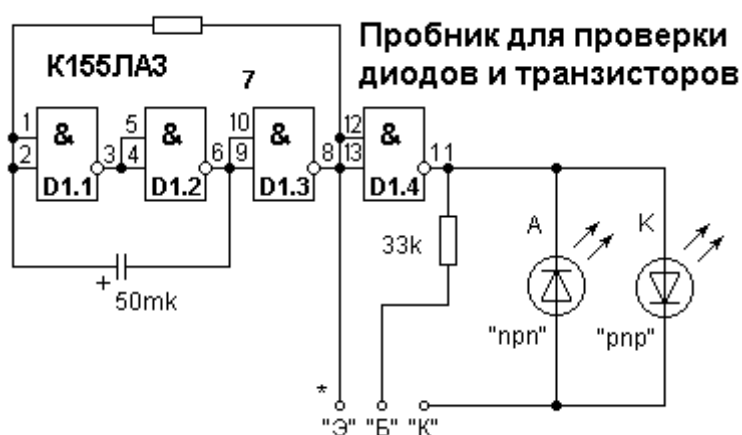 Пробник для проверки
диодов и транзисторов
К155ЛА3
7
1 & 3
2 D1.1
5 & 6
4 D1.2
10 & 8
9 D1.3
12 & 11
13 D1.4
33k
А
К
+
50mk
"npn"
"pnp"
*
"Э" "Б" "К"